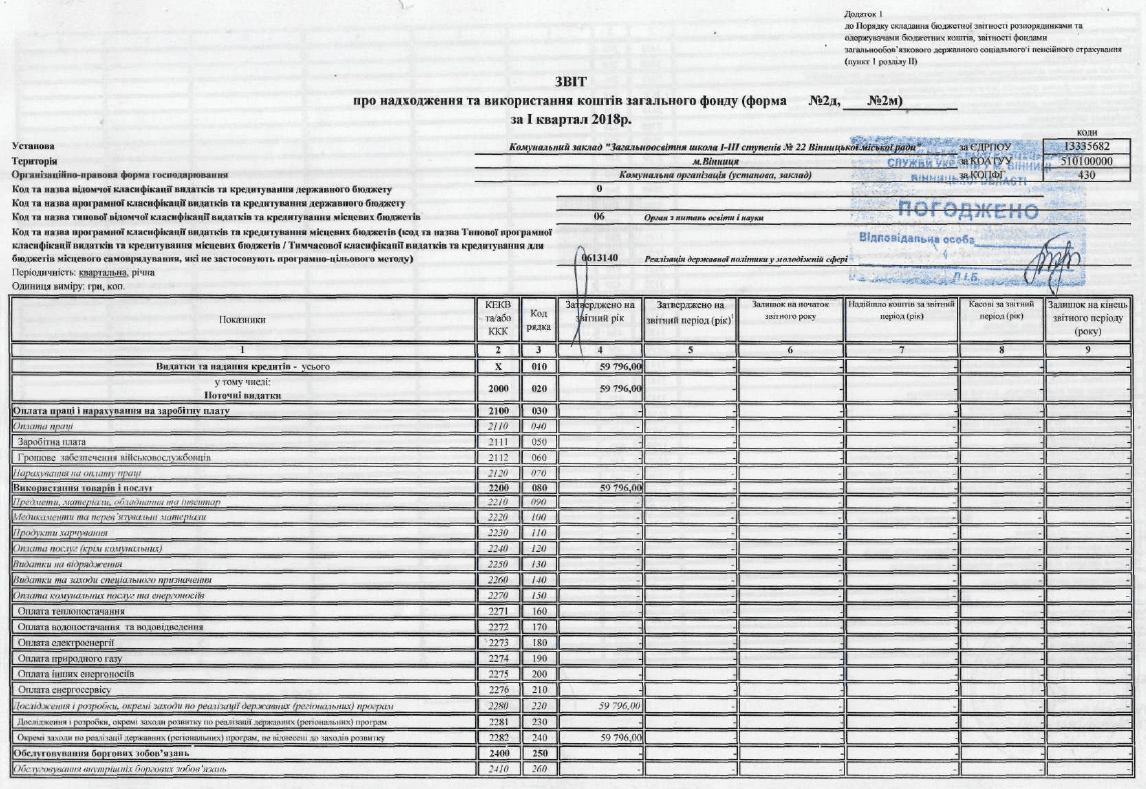 Додаток 1
до Порядку складання бюджетної звітності розпорядниками та
одержувачами бюджетних коштів, звітності фондами
загальнообов'язкового державного соціального і пенсійного страхування
(пункт 1 розділу II)
ЗВІТ
про надходження та використання коштів загального фонду (форма №2д, №2м)
за I квартал 2018р.
коди
Установа Комунальний заклад "Загальноосвітня школа І-ІІІ ступенів № 22 Вінницької міської ради" за ЄДРПОУ 13335682
Територія м.Вінниця за КОАТУУ 510100000
Організаційно-правова форма господарювання Комунальна організація (установа, заклад) за КОПФГ 430
Код та назва відомчої класифікації видатків та кредитування державного бюджету 0
Код та назва програмної класифікації видатків та кредитування державного бюджету
Код та назва типової відомчої класифікації видатків та кредитування місцевих бюджетів 06 Орган з питань освіти і науки
Код та назва програмної класифікації видатків та кредитування місцевих бюджетів (код та назва Типової програмної
класифікації видатків та кредитування місцевих бюджетів / Тимчасової класифікації видатків та кредитування для
бюджетів місцевого самоврядування, які не застосовують програмно-цільового методу) 0613140 Реалізація державної політики у молодіжній сфері
ПОГОДЖЕНО
Відповідальна особа
П.І.Б.
Періодичність: квартальна, річна
Одиниця виміру: грн, коп.
Показники КЕКВ та/або ККК Код рядка Затверджено на звітний рік Затверджено на звітний період (рік)1 Залишок на початок звітного року Надійшло коштів за звітний період (рік) Касові за звітний період (рік) Залишок на кінець звітного періоду (року)
1 2 3 4 5 6 7 8 9
Видатки та надання кредитів - усього X 010 59 796,00 - - - - -
у тому числі:
Поточні видатки 2000 020 59 796,00 - - - - -
Оплата праці і нарахування на заробітну плату 2100 030 - - - - - -
Оплата праці 2110 040 - - - - - -
Заробітна плата 2111 050 - - - - - -
Грошове забезпечення військовослужбовців 2112 060 - - - - - -
Нарахування на оплату праці 2120 070 - - - - - -
Використання товарів і послуг 2200 080 59 796,00 - - - - -
Предмети, матеріали, обладнання та інвентар 2210 090 - - - - - -
Медикаменти та перев'язувальні матеріали 2220 100 - - - - - -
Продукти харчування 2230 110 - - - - - -
Оплата послуг (крім комунальних) 2240 120 - - - - - -
Видатки на відрядження 2250 130 - - - - - -
Видатки та заходи спеціального призначення 2260 140 - - - - - -
Оплата комунальних послуг та енергоносіїв 2270 150 - - - - - -
Оплата теплопостачання 2271 160 - - - - - -
Оплата водопостачання та водовідведення 2272 170 - - - - - -
Оплата електроенергії 2273 180 - - - - - -
Оплата природного газу 2274 190 - - - - - -
Оплата інших енергоносіїв 2275 200 - - - - - -
Оплата енергосервісу 2276 210 - - - - - -
Дослідження і розробки, окремі заходи по реалізації державних (регіональних) програм 2280 220 59 796,00 - - - - -
Дослідження і розробки, окремі заходи розвитку по реалізації державних (регіональних) програм 2281 230 - - - - - -
Окремі заходи по реалізації державних (регіональних) програм, не віднесені до заходів розвитку 2282 240 59 796,00 - - - - -
Обслуговування боргових зобов'язань 2400 250 - - - - - -
Обслуговування внутрішніх боргових зобов'язань 2410 260 - - - - - -